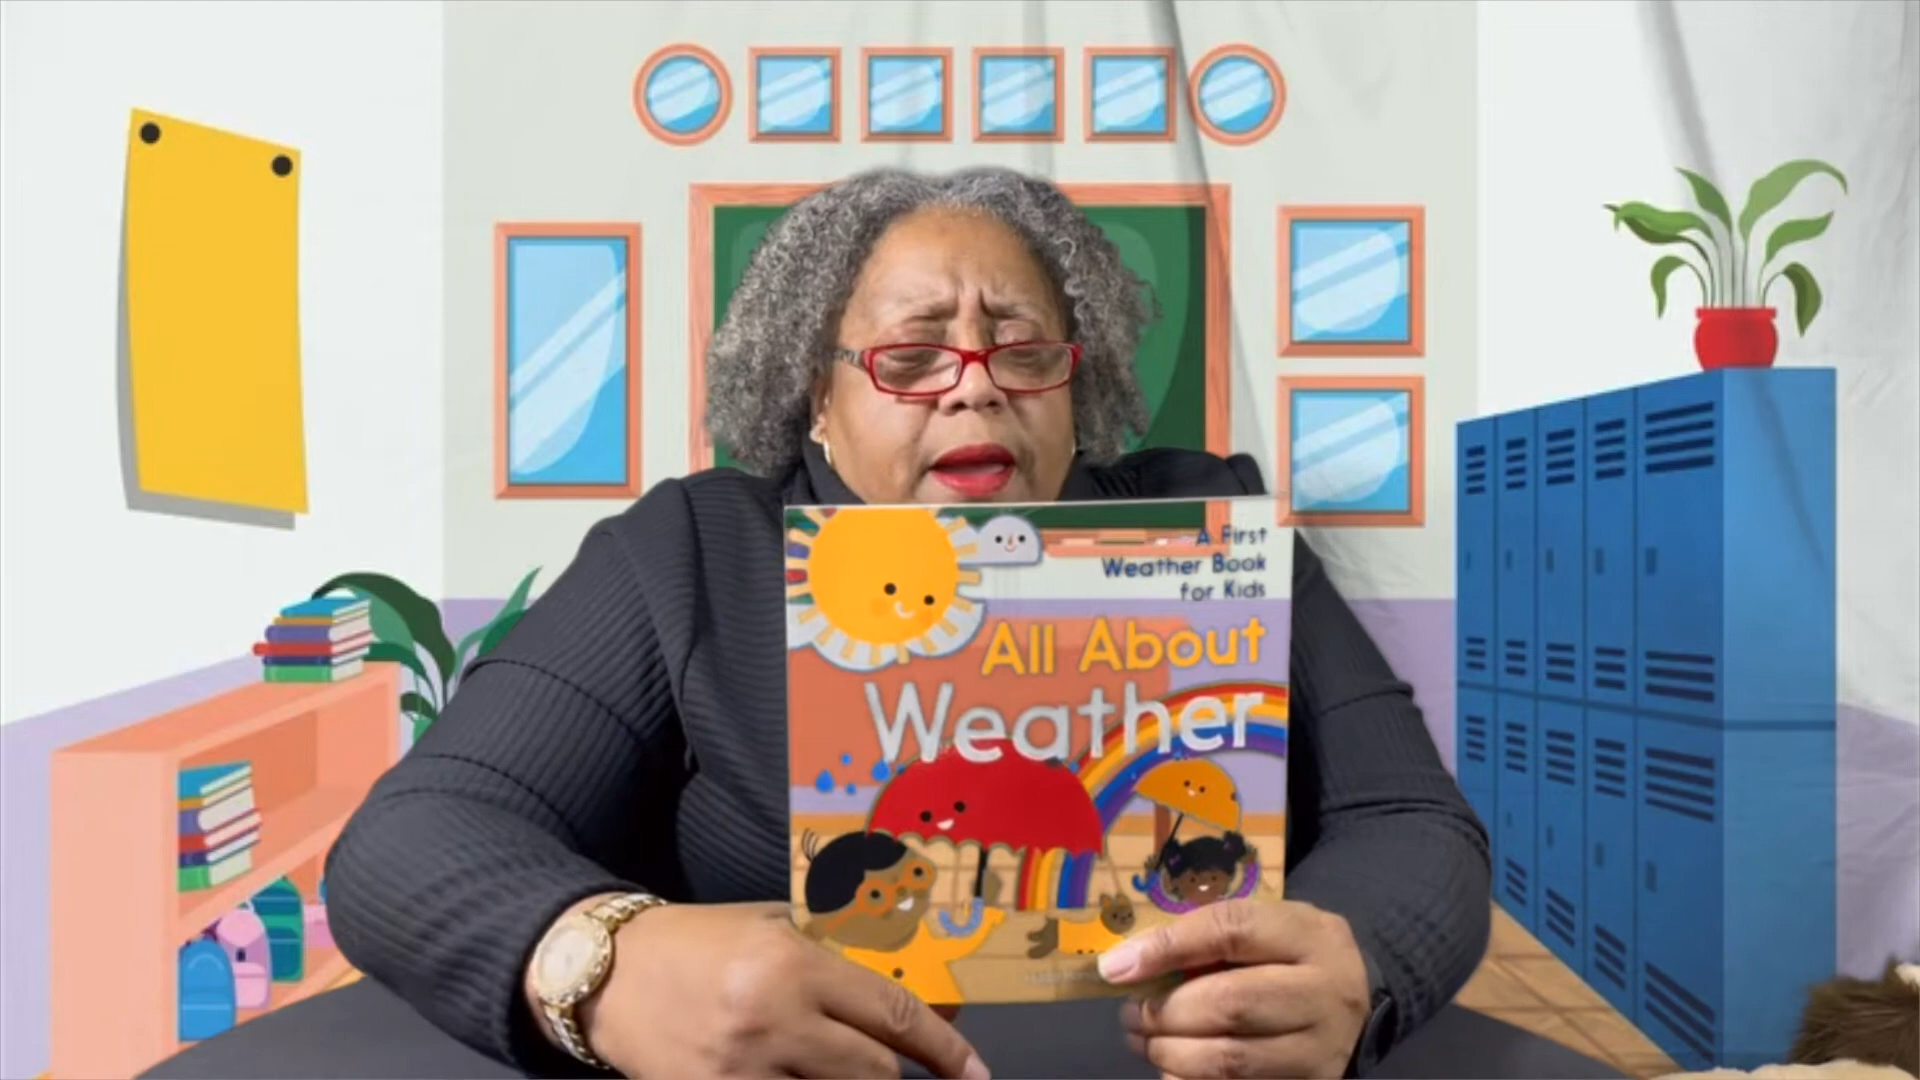 A First
Weather Book
for Kids
All About
Weather